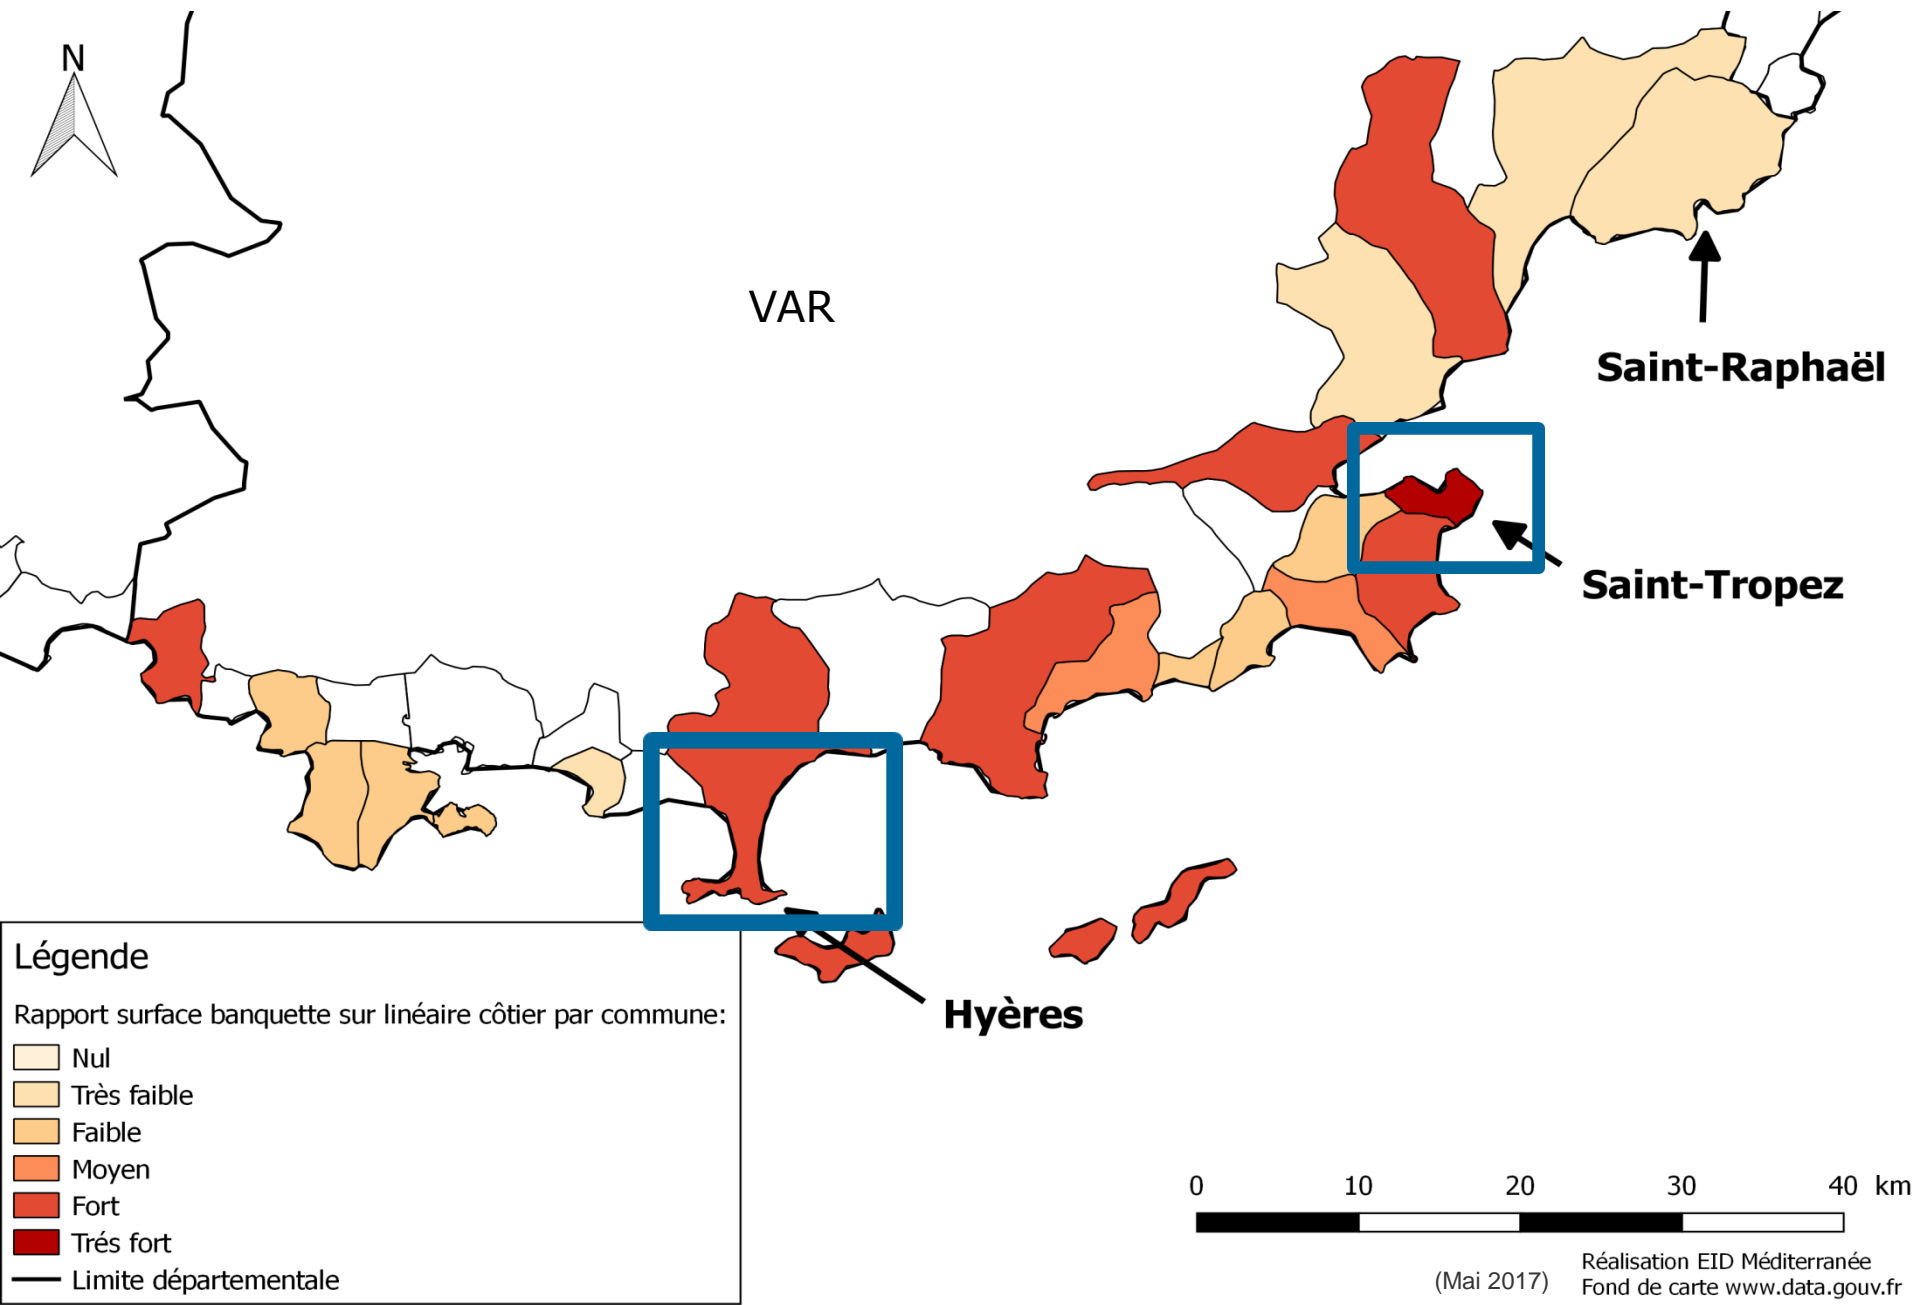 N
VAR
Saint-Raphaël
Saint-Tropez
Hyères
Légende
Rapport surface banquette sur linéaire côtier par commune:
Nul
Très faible
Faible
Moyen
Fort
Trés fort
Limite départementale
0 10 20 30 40 km
(Mai 2017)
Réalisation EID Méditerranée
Fond de carte www.data.gouv.fr